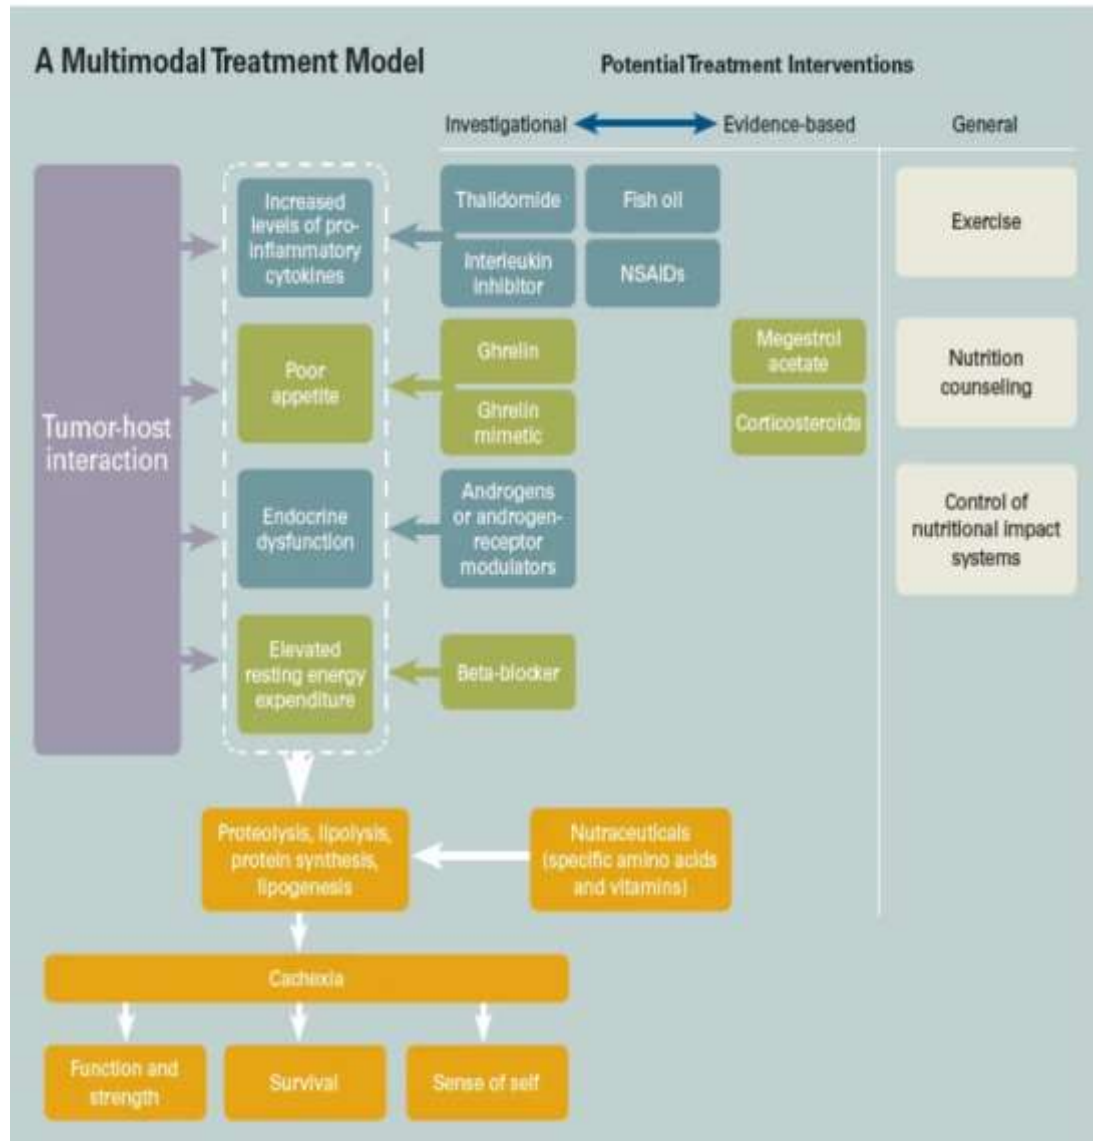 A Multimodal Treatment Model
Potential Treatment Interventions
Investigational
Evidence-based
General
Tumor-host
interaction
Increased
levels of pro-
inflammatory
cytokines
Thalidomide
Fish oil
Interleukin
inhibitor
NSAIDs
Exercise
Poor
appetite
Ghrelin
Ghrelin
mimetic
Megestrol
acetate
Corticosteroids
Nutrition
counseling
Endocrine
dysfunction
Androgens
or androgen-
receptor
modulators
Control of
nutritional impact
systems
Elevated
resting energy
expenditure
Beta-blocker
Proteolysis, lipolysis,
protein synthesis,
lipogenesis
Nutraceuticals
(specific amino acids
and vitamins)
Cachexia
Function and
strength
Survival
Sense of self